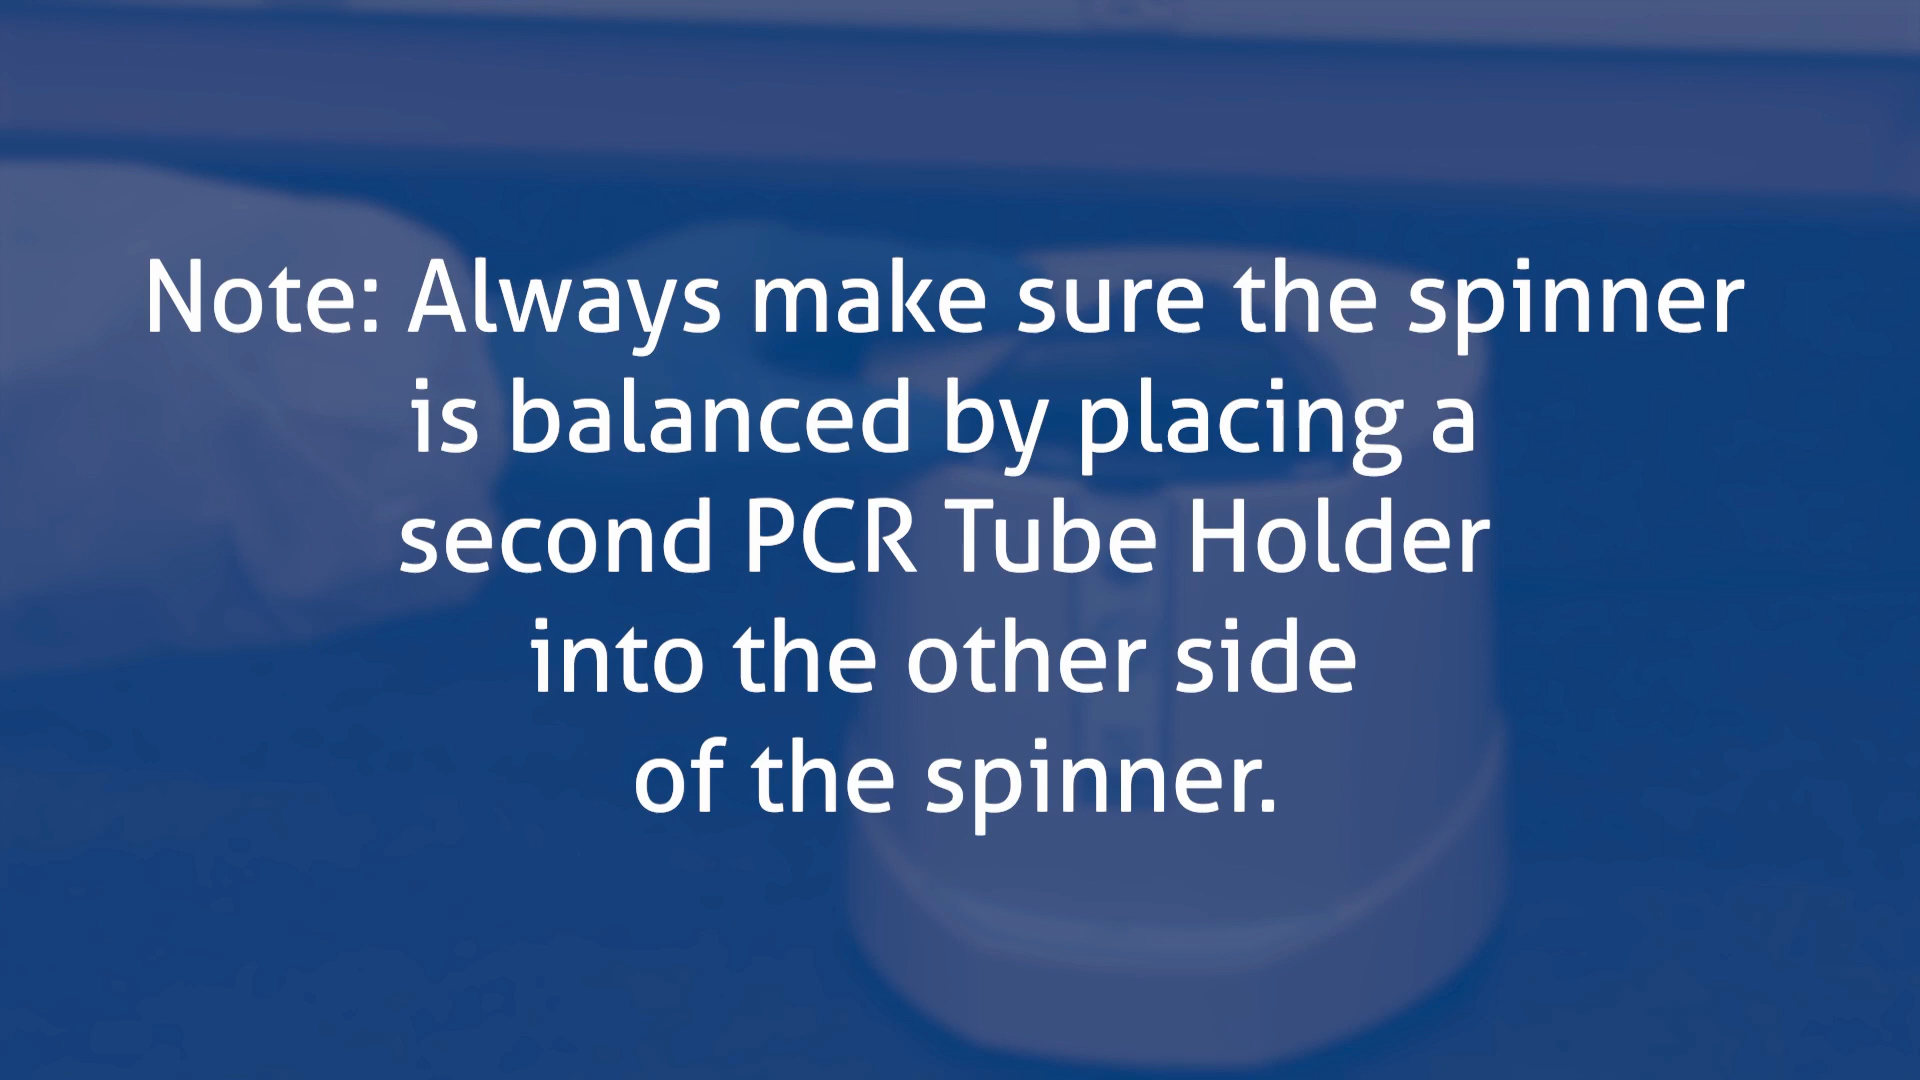 Note: Always make sure the spinner
is balanced by placing a
second PCR Tube Holder
into the other side
of the spinner.